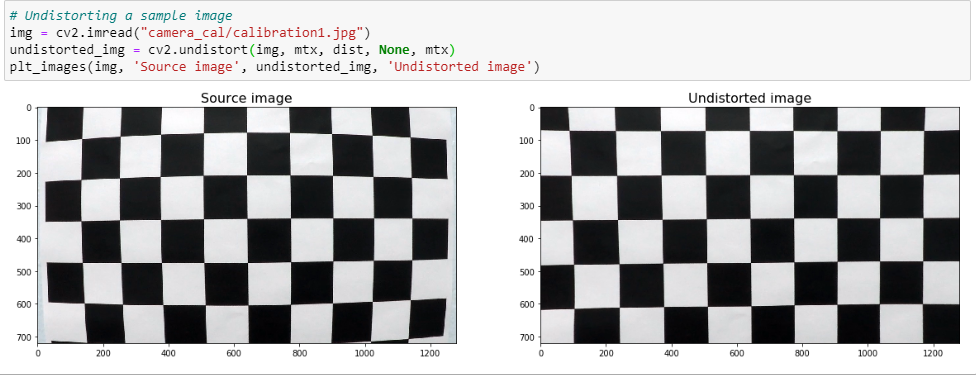 # Undistorting a sample image
img = cv2.imread("camera_cal/calibration1.jpg")
undistorted_img = cv2.undistort(img, mtx, dist, None, mtx)
plt_images(img, 'Source image', undistorted_img, 'Undistorted image')
Source image
0
100
200
300
400
500
600
700
0 200 400 600 800 1000 1200
Undistorted image
0
100
200
300
400
500
600
700
0 200 400 600 800 1000 1200